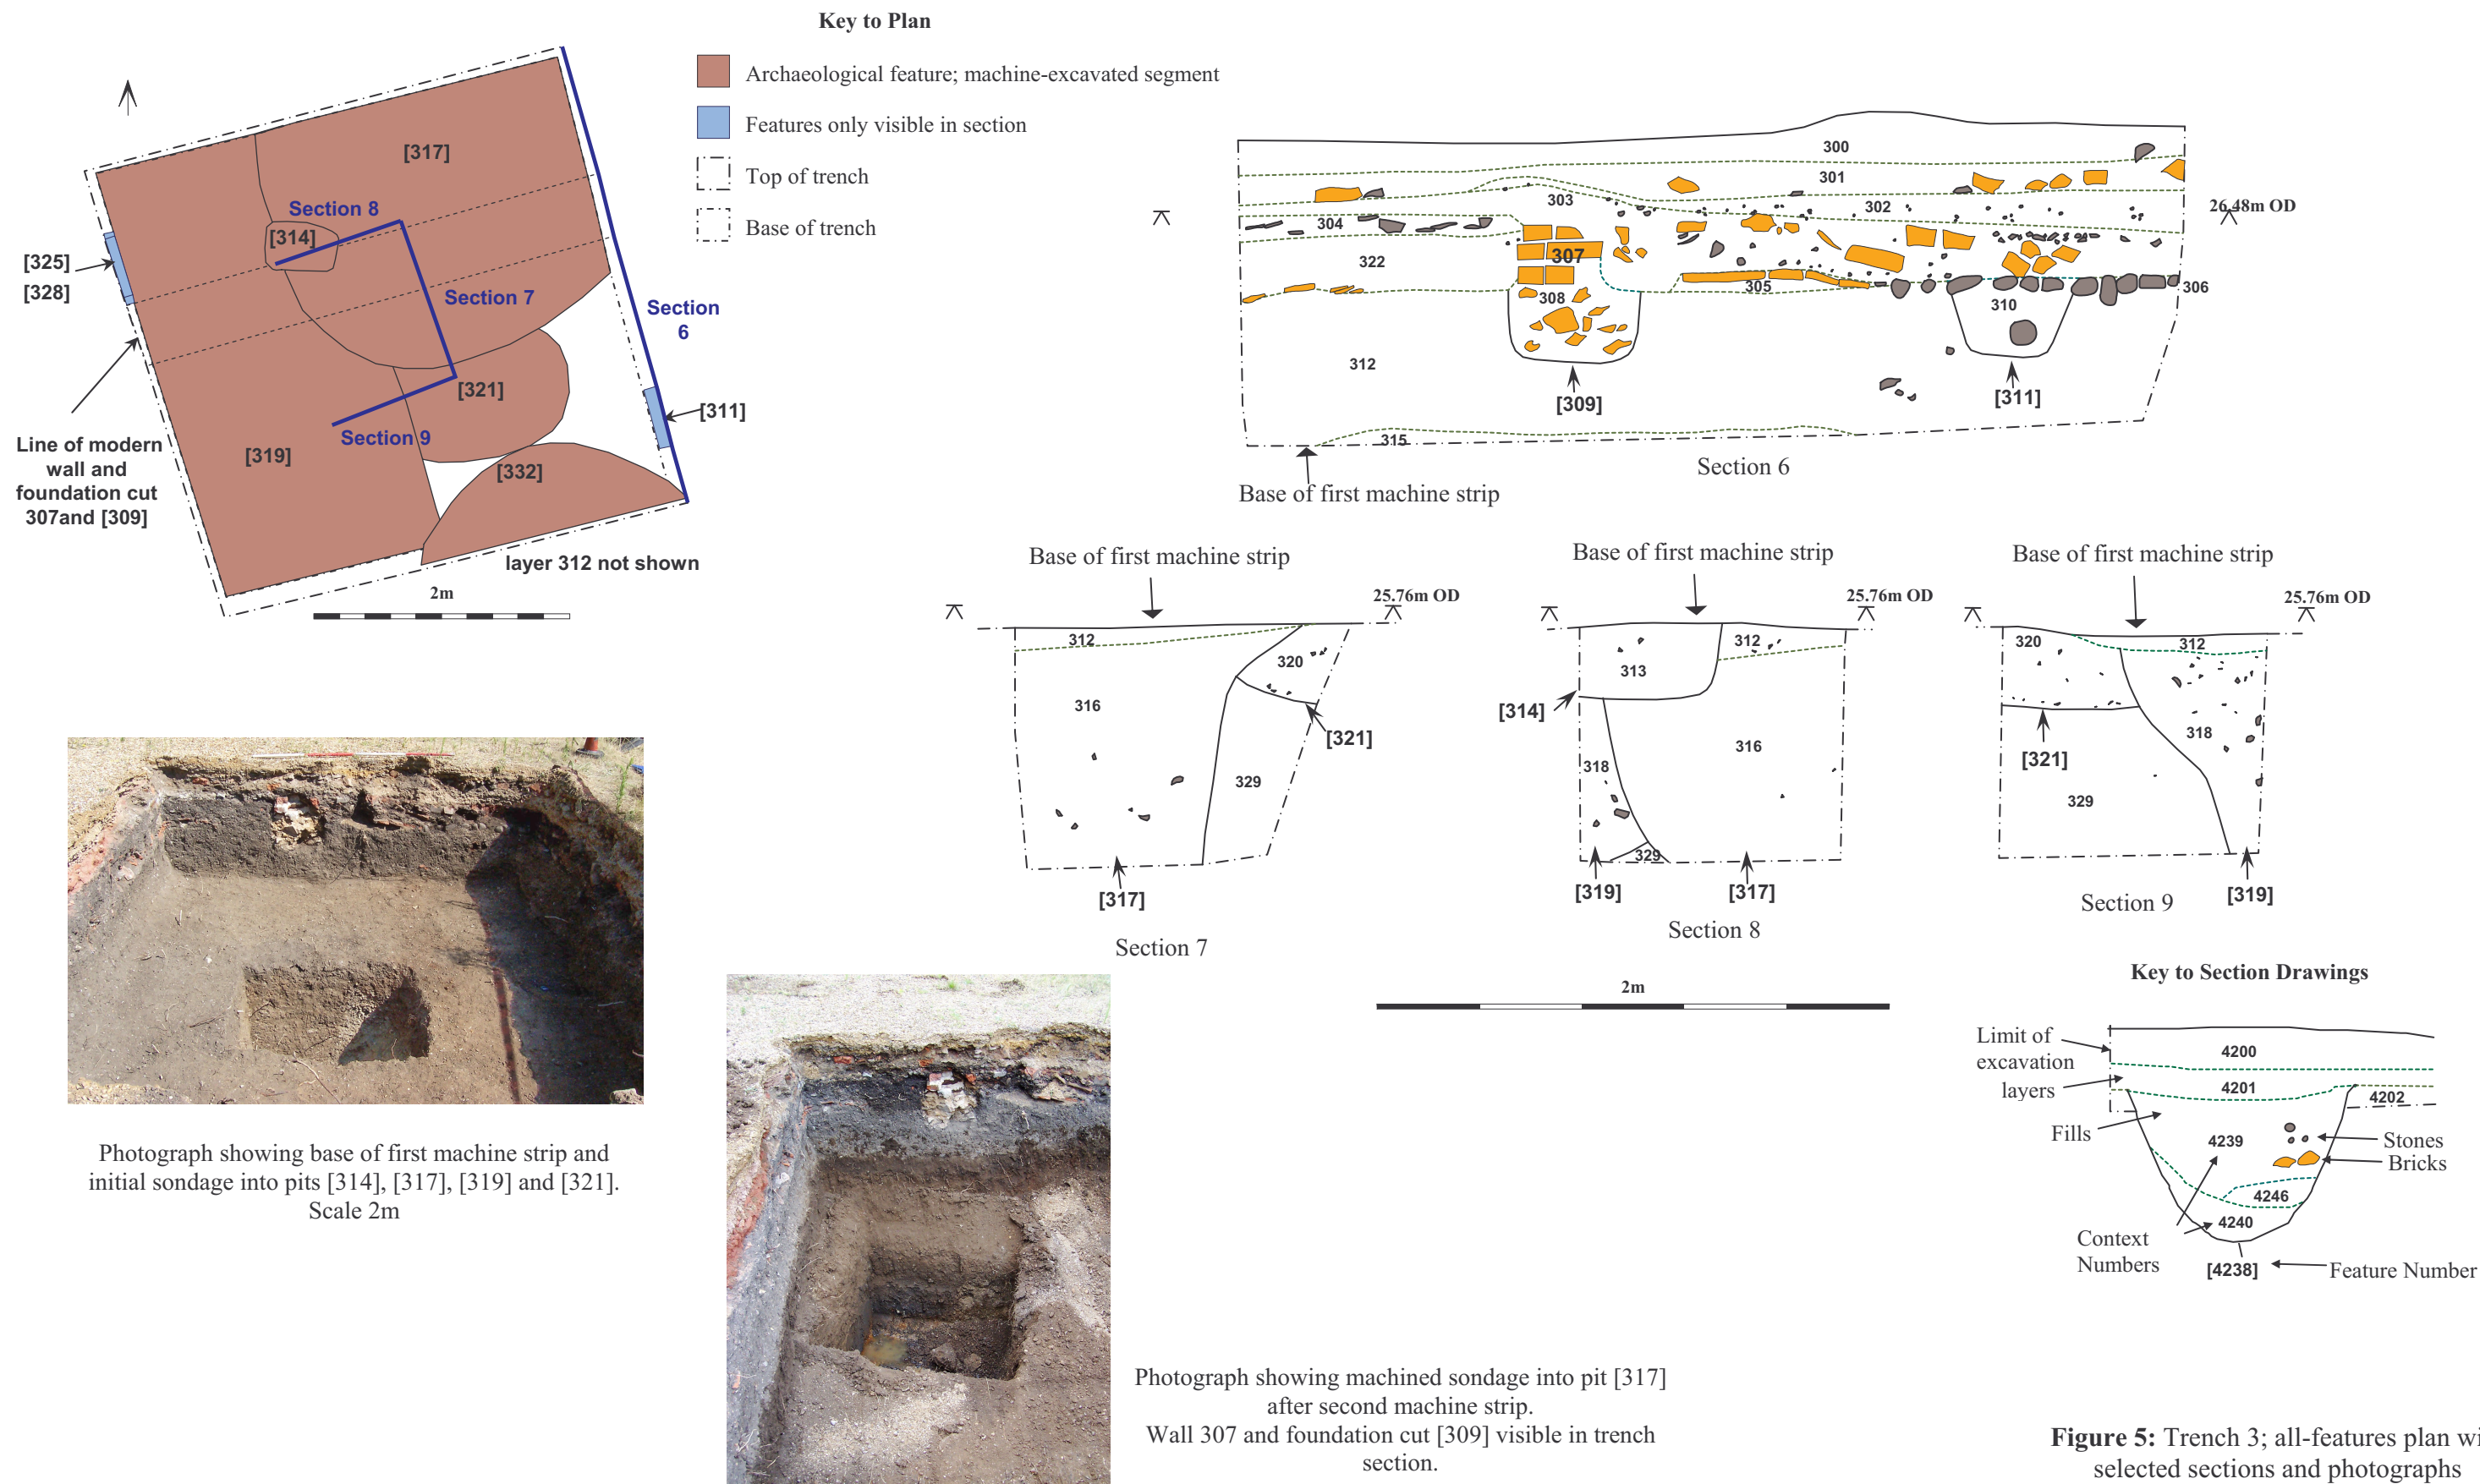 Key to Plan
Archaeological feature; machine-excavated segment
Features only visible in section
Top of trench
Base of trench
[317]
Section 8
[314]
[325]
[328]
Section 7
Section
6
[321]
[311]
Section 9
[319]
[332]
Line of modern
wall and
foundation cut
307and [309]
layer 312 not shown
2m
300
301
302
303
304
26.48m OD
307
322
305
306
308
310
312
[309]
[311]
315
Section 6
Base of first machine strip
Base of first machine strip
25.76m OD
312
320
316
[321]
329
[317]
Section 7
Base of first machine strip
25.76m OD
312
313
[314]
316
318
329
[319]
[317]
Section 8
Base of first machine strip
25.76m OD
320
312
318
[321]
329
[319]
Section 9
2m
Photograph showing base of first machine strip and
initial sondage into pits [314], [317], [319] and [321].
Scale 2m
Photograph showing machined sondage into pit [317]
after second machine strip.
Wall 307 and foundation cut [309] visible in trench
section.
Key to Section Drawings
Limit of
excavation
layers
Fills
4200
4201
4202
4239
Stones
Bricks
4246
4240
Context
Numbers
[4238]
Feature Number
Figure 5: Trench 3; all-features plan wi
selected sections and photographs